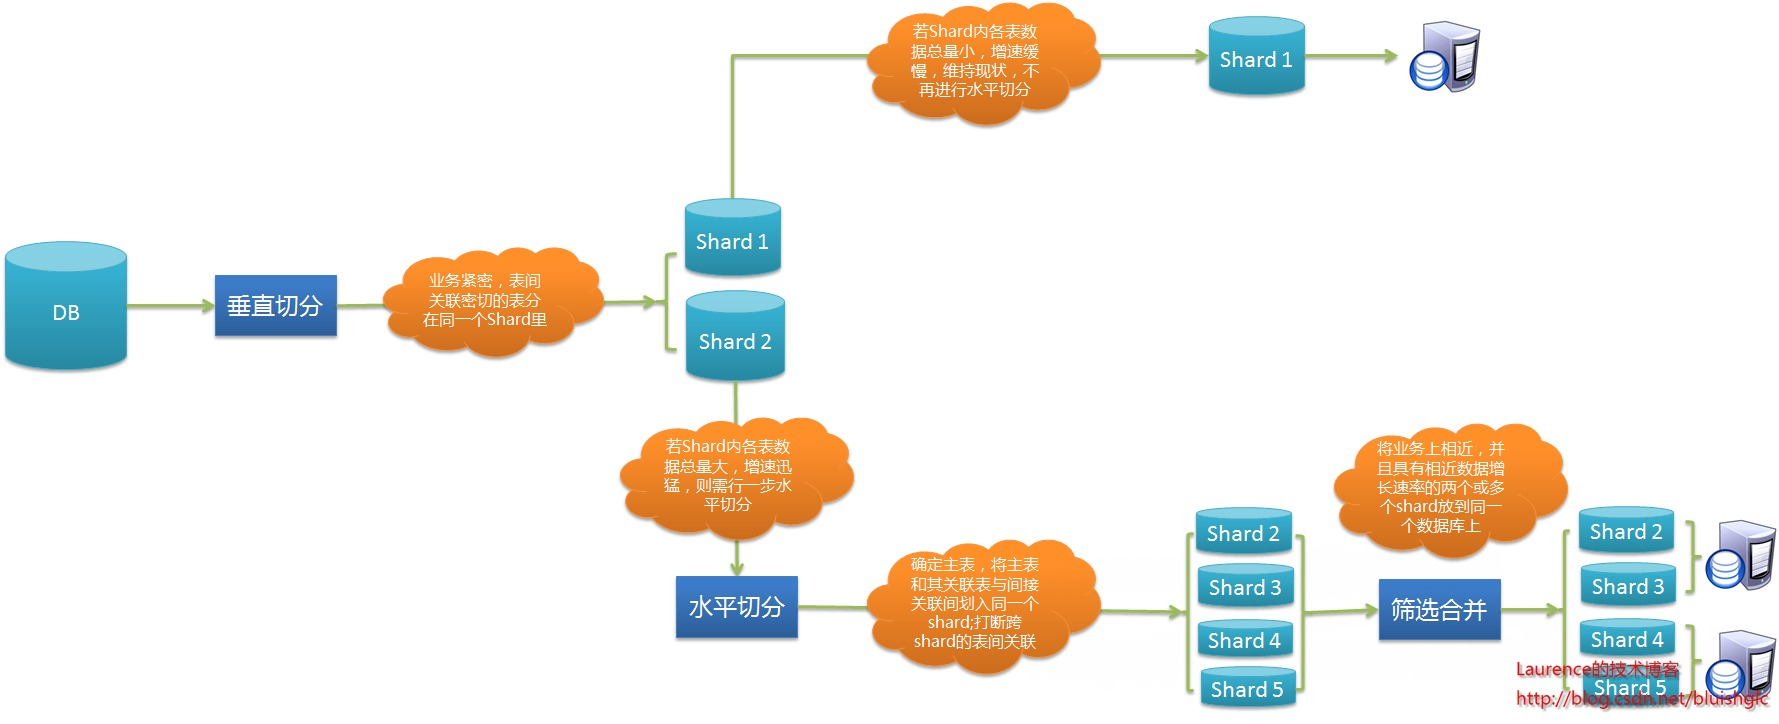 若Shard内各表数
据总量小，增速缓
慢，维持现状，不
再进行水平切分
Shard 1
Shard 1
DB
垂直切分
业务紧密，表间
关联密切的表分
在同一个Shard里
Shard 2
若Shard内各表数
据总量大，增速迅
猛，则需行一步水
平切分
将业务上相近，并
且具有相近数据增
长速率的两个或多
个shard放到同一
个数据库上
水平切分
确定主表，将主表
和其关联表与间接
关联间划入同一个
shard;打断跨
shard的表间关联
Shard 2
Shard 3
Shard 4
Shard 5
筛选合并
Shard 2
Shard 3
Shard 4
Shard 5
Laurence的技术博客
http://blog.csdn.net/bluishglc